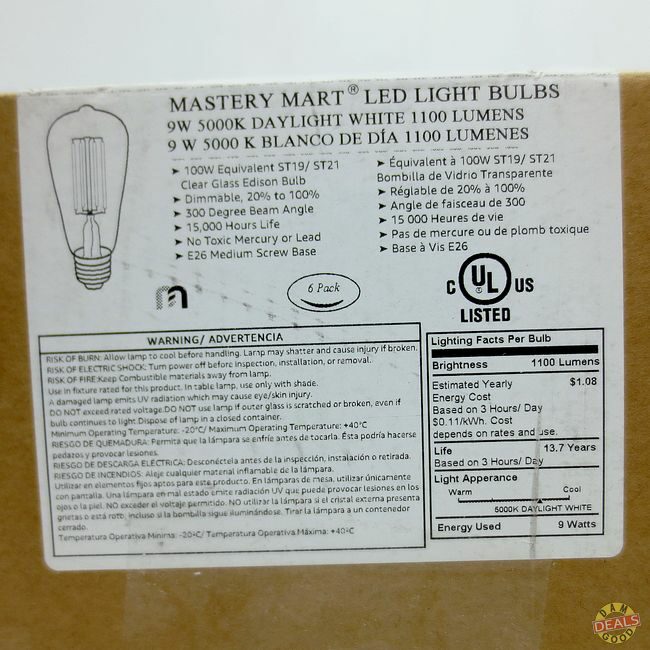 MASTERY MART® LED LIGHT BULBS
9W 5000K DAYLIGHT WHITE 1100 LUMENS
9 W 5000 K BLANCO DE DÍA 1100 LUMENES
➤ 100W Equivalent ST19/ ST21
Clear Glass Edison Bulb
➤ Dimmable, 20% to 100%
➤ 300 Degree Beam Angle
➤ 15,000 Hours Life
➤ No Toxic Mercury or Lead
➤ E26 Medium Screw Base
➤ Équivalent à 100W ST19/ ST21
Bombilla de Vidrio Transparente
➤ Réglable de 20% à 100%
➤ Angle de faisceau de 300
➤ 15 000 Heures de vie
➤ Pas de mercure ou de plomb toxique
➤ Base à Vis E26
6 Pack
C UL® US
LISTED
WARNING/ ADVERTENCIA
RISK OF BURN: Allow lamp to cool before handling. Lamp may shatter and cause injury if broken.
RISK OF ELECTRIC SHOCK: Turn power off before inspection, installation, or removal.
RISK OF FIRE:Keep Combustible materials away from lamp.
Use in fixture rated for this product. In table lamp, use only with shade.
A damaged lamp emits UV radiation which may cause eye/skin injury.
DO NOT exceed rated voltage.DO NOT use lamp if outer glass is scratched or broken, even if
bulb continues to light.Dispose of lamp in a closed container.
Minimum Operating Temperature: -20°C/ Maximum Operating Temperature: +40°C
RIESGO DE QUEMADURA: Permita que la lámpara se enfríe antes de tocarla. Ésta podría hacerse
pedazos y provocar lesiones.
RIESGO DE DESCARGA ELÉCTRICA: Desconéctela antes de la inspección, instalación o retirada.
RIESGO DE INCENDIOS: Aleje cualquier material inflamable de la lámpara.
Utilizar en elementos fijos aptos para este producto. En lámparas de mesa, utilizar únicamente
con pantalla. Una lámpara en mal estado emite radiación UV que puede provocar lesiones en los
ojos o la piel. NO exceder el voltaje permitido. NO utilizar la lámpara si el cristal externa presenta
grietas o está roto, incluso si la bombilla sigue iluminándose. Tirar la lámpara a un contenedor
cerrado.
Temperatura Operativa Mínima: -20°C/ Temperatura Operativa Máxima: +40°C
Lighting Facts Per Bulb
Brightness 1100 Lumens
Estimated Yearly $1.08
Energy Cost
Based on 3 Hours/ Day
$0.11/kWh. Cost
depends on rates and use.
Life 13.7 Years
Based on 3 Hours/ Day
Light Apperance
Warm Cool
5000K DAYLIGHT WHITE
Energy Used 9 Watts
DAM
DEALS
GOOD